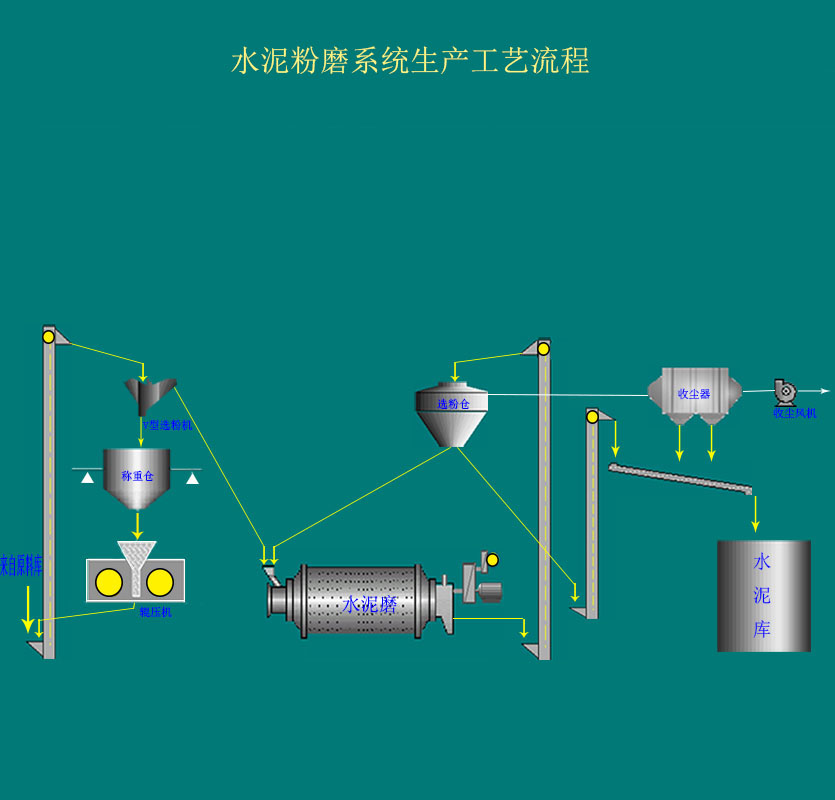 水泥粉磨系统生产工艺流程
V型选粉机
称重仓
来自原料库
辊压机
水泥磨
选粉仓
收尘器
收尘风机
水
泥
库